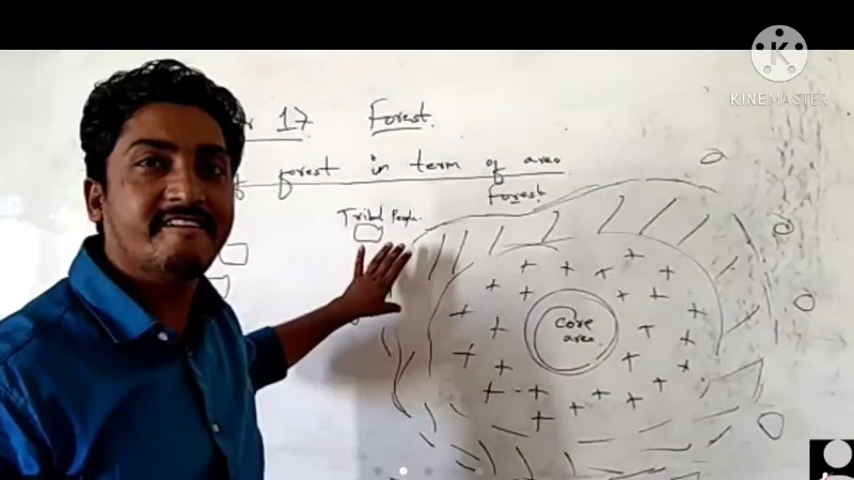 KINEMASTER
17 Forest
forest in term of area
Forest
Tribal People.
Core
area